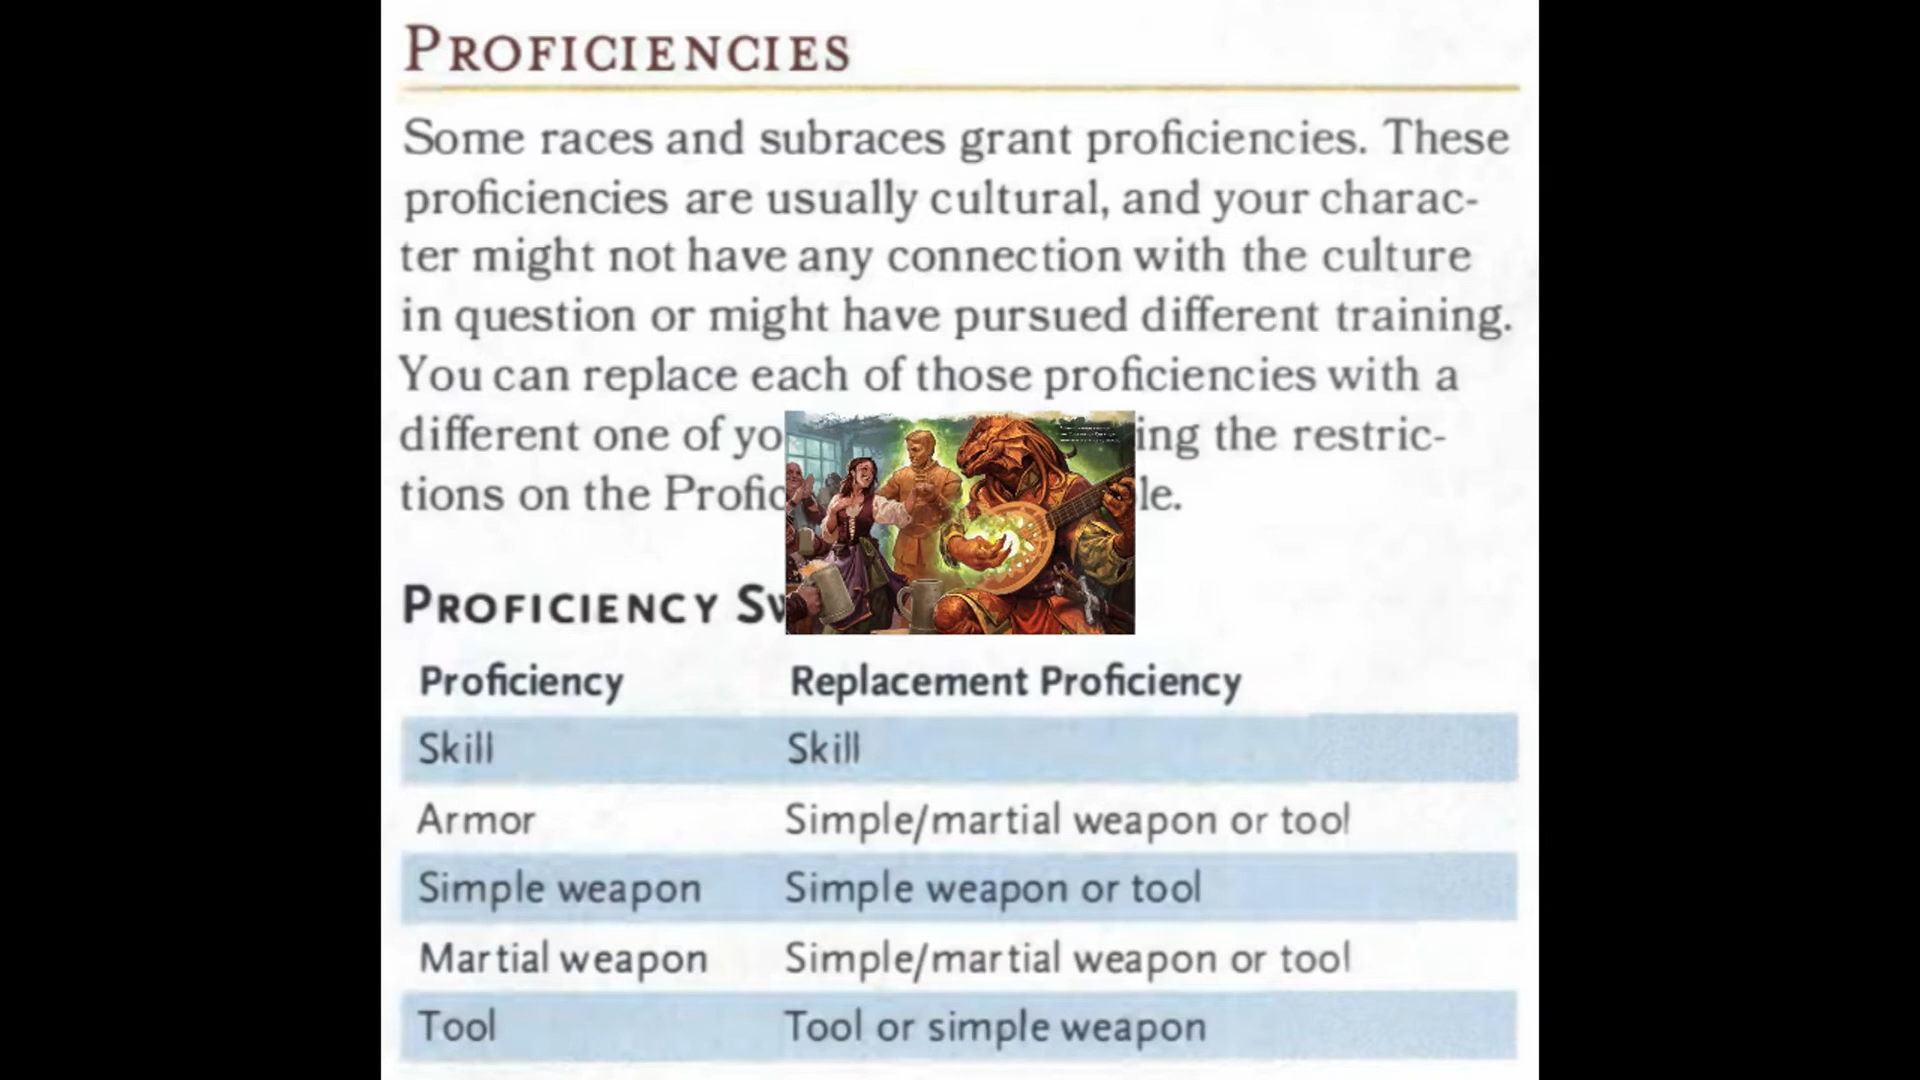 PROFICIENCIES
Some races and subraces grant proficiencies. These
proficiencies are usually cultural, and your charac-
ter might not have any connection with the culture
in question or might have pursued different training.
You can replace each of those proficiencies with a
different one of yo ing the restric-
tions on the Profic le.
PROFICIENCY Sw
Proficiency Replacement Proficiency
Skill Skill
Armor Simple/martial weapon or tool
Simple weapon Simple weapon or tool
Martial weapon Simple/martial weapon or tool
Tool Tool or simple weapon